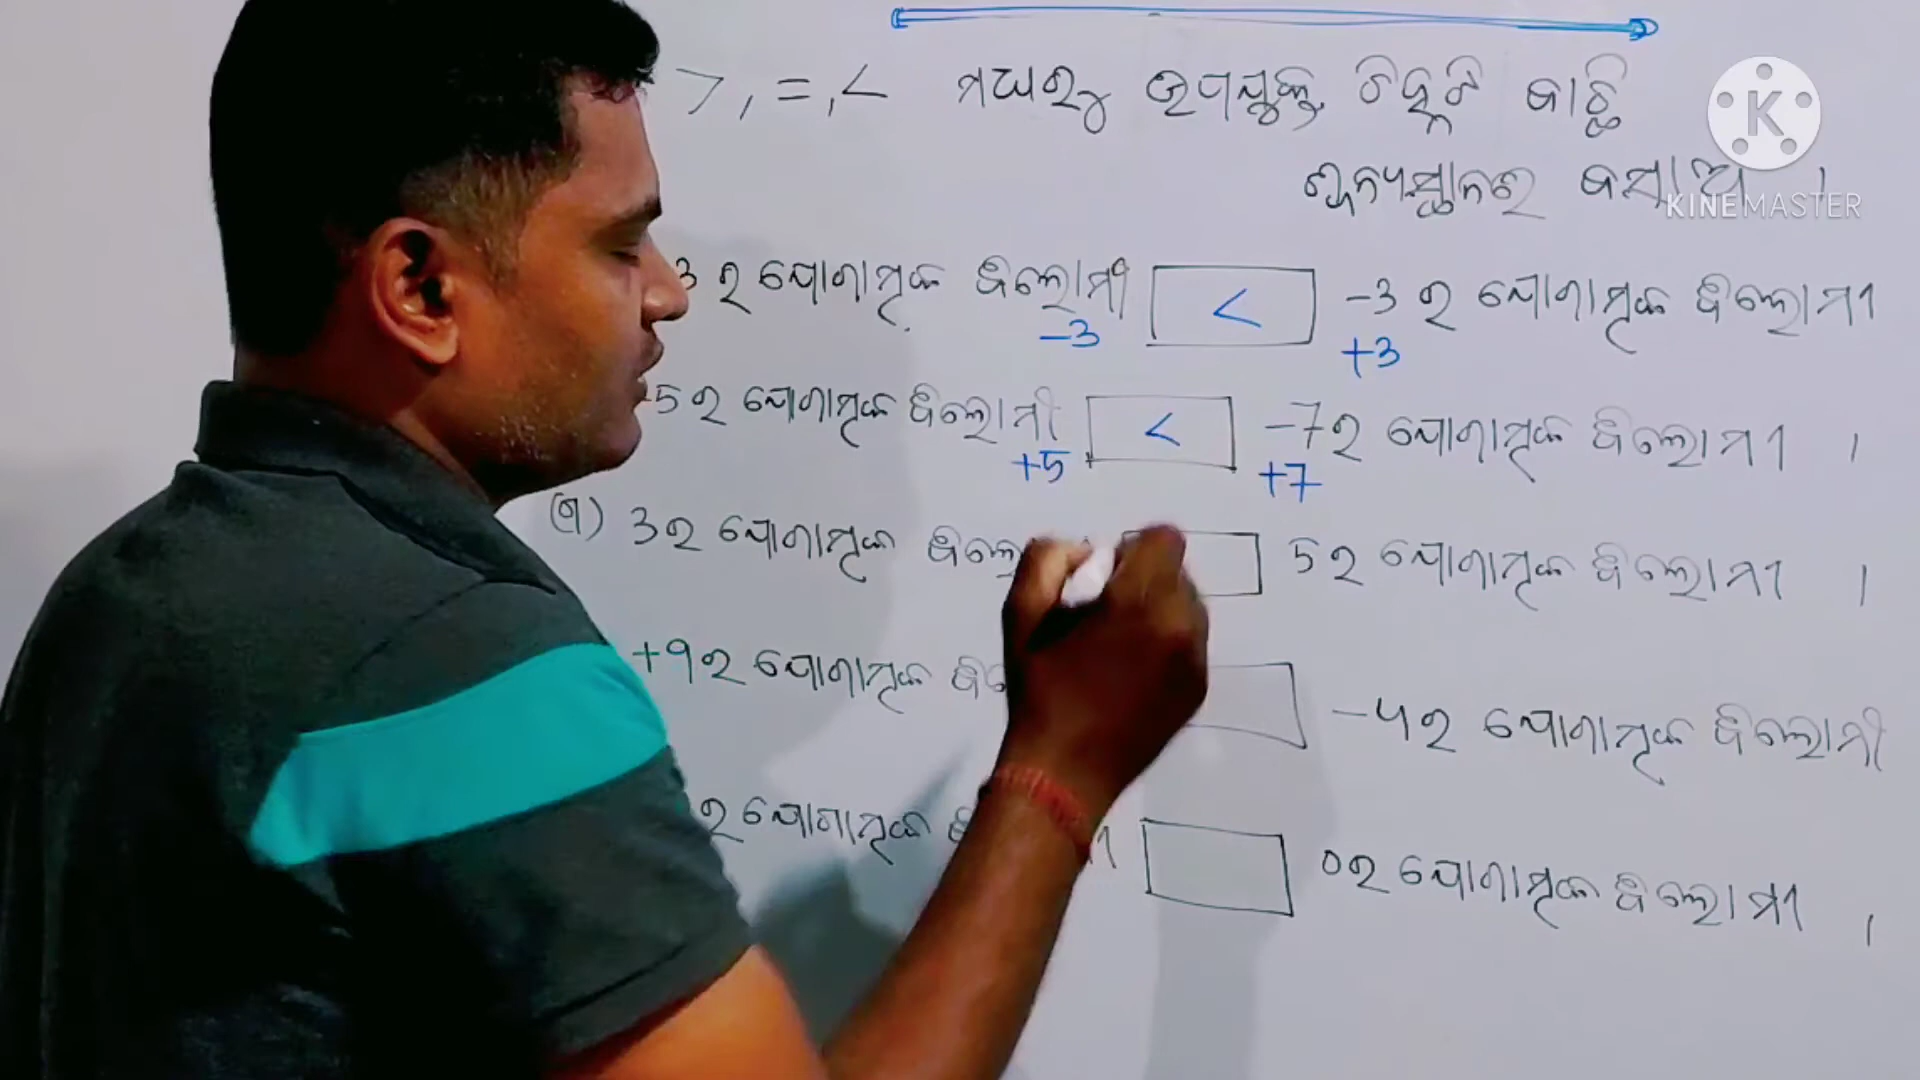 >, =, < ମଧ୍ୟରୁ ଉପଯୁକ୍ତ ଚିହ୍ନଟି ବାଛି
ଶୂନ୍ୟସ୍ଥାନରେ ବସାଅ ।
3 ର ଯୋଗାତ୍ମକ ବିଲୋମୀ < -3 ର ଯୋଗାତ୍ମକ ବିଲୋମୀ
-3 +3
-5 ର ଯୋଗାତ୍ମକ ବିଲୋମୀ < -7 ର ଯୋଗାତ୍ମକ ବିଲୋମୀ ।
+5 +7
(ଗ) 3 ର ଯୋଗାତ୍ମକ 5 ର ଯୋଗାତ୍ମକ ବିଲୋମୀ ।
+9 ର ଯୋଗାତ୍ମକ -4 ର ଯୋଗାତ୍ମକ ବିଲୋମୀ
ର ଯୋଗାତ୍ମକ 0 ର ଯୋଗାତ୍ମକ ବିଲୋମୀ ।
K
KINEMASTER